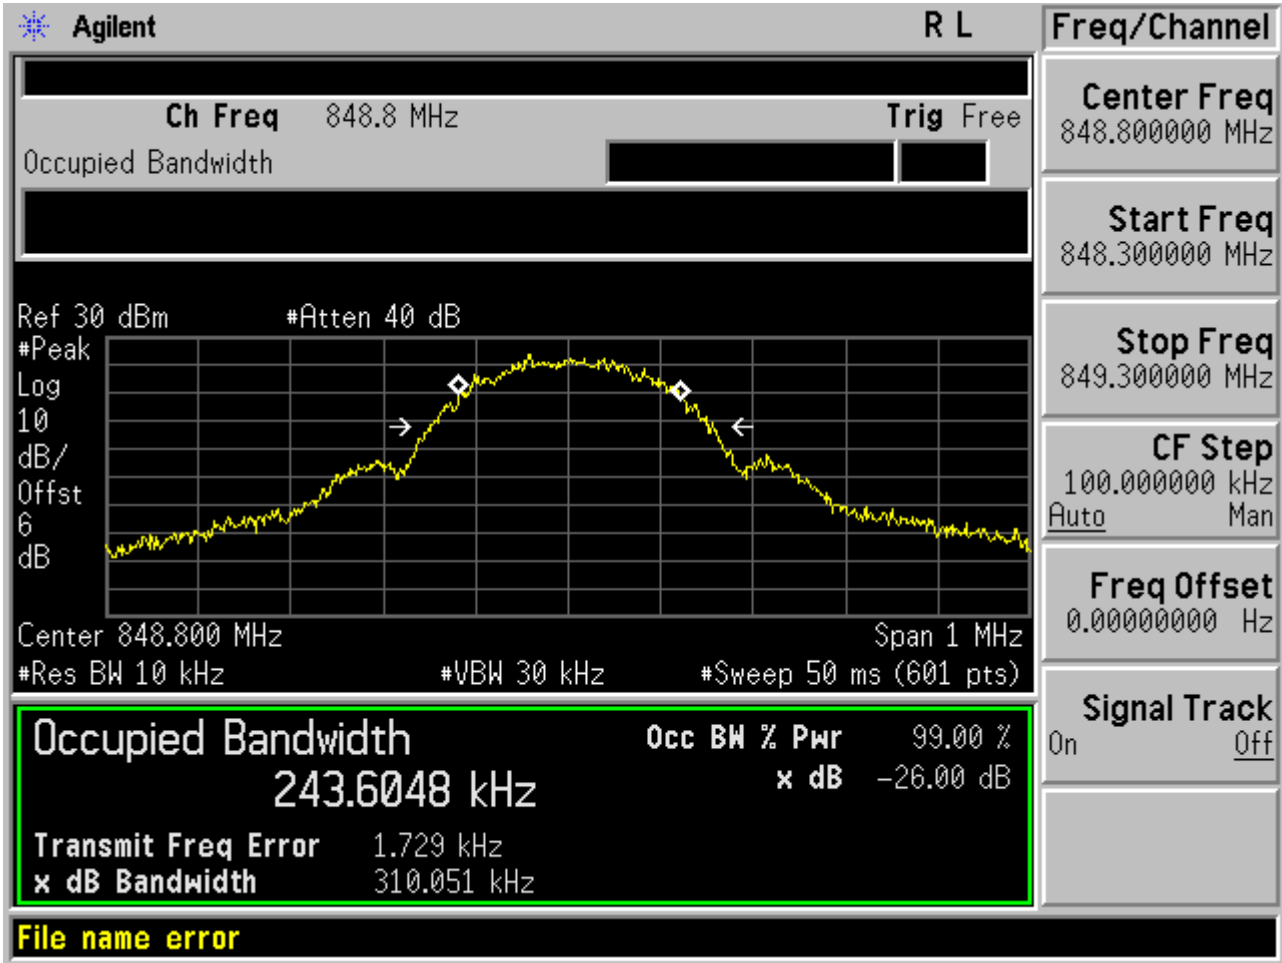 Agilent R L Freq/Channel
Ch Freq 848.8 MHz Trig Free
Occupied Bandwidth
Center Freq
848.800000 MHz
Start Freq
848.300000 MHz
Stop Freq
849.300000 MHz
CF Step
100.000000 kHz
Auto Man
Freq Offset
0.00000000 Hz
Signal Track
On Off
Ref 30 dBm #Atten 40 dB
#Peak
Log
10
dB/
Offst
6
dB
Center 848.800 MHz Span 1 MHz
#Res BW 10 kHz #VBW 30 kHz #Sweep 50 ms (601 pts)
Occupied Bandwidth Occ BW % Pwr 99.00 %
243.6048 kHz x dB -26.00 dB
Transmit Freq Error 1.729 kHz
x dB Bandwidth 310.051 kHz
File name error